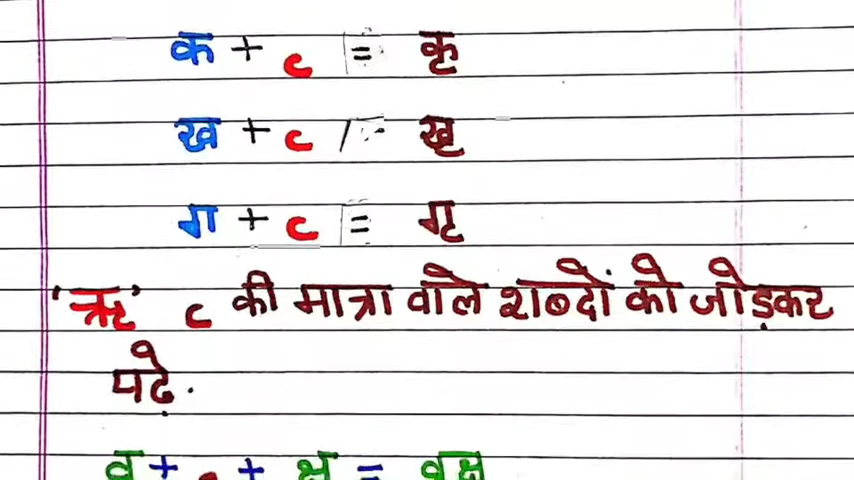 क + ृ = कृ
ख + ृ = खृ
ग + ृ = गृ
'ऋ' ृ की मात्रा वाले शब्दों को जोड़कर
पढे.
व + ृ + क्ष = वृक्ष